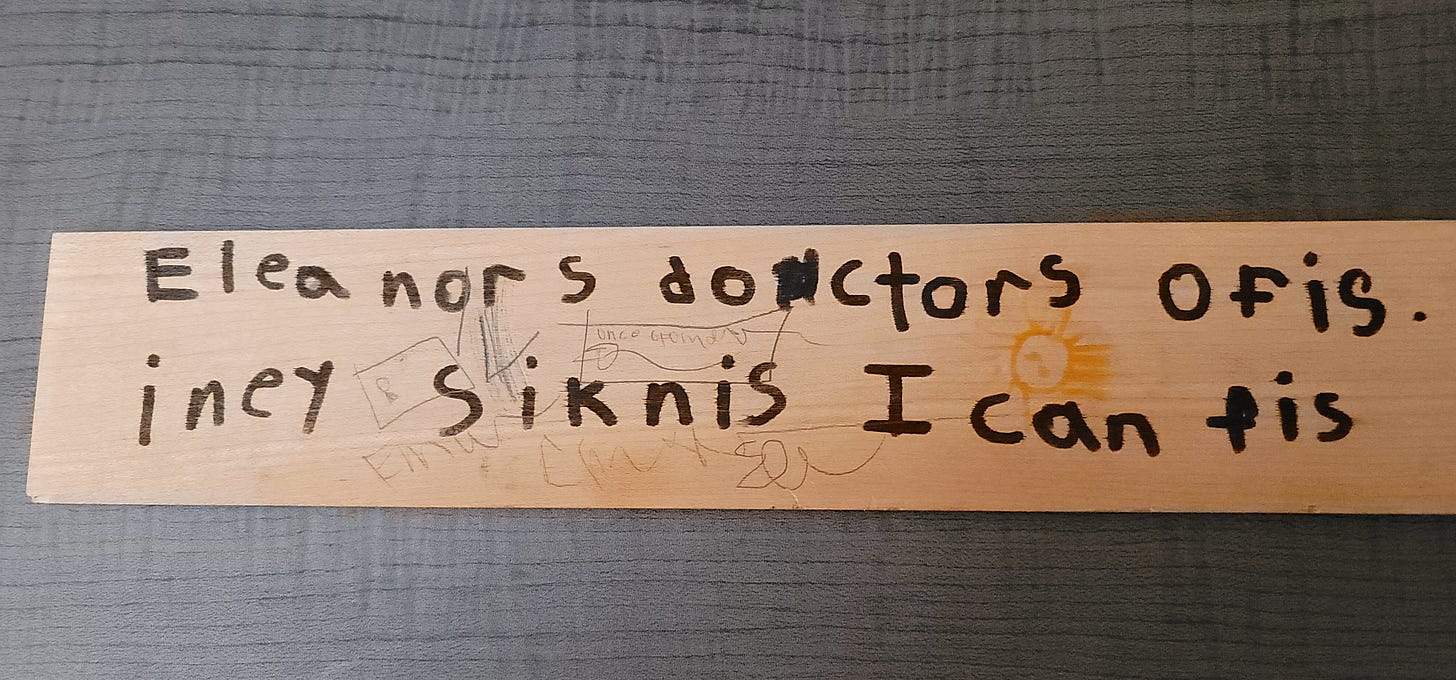 Eleanors doctors ofis.
iney siknis I can fis